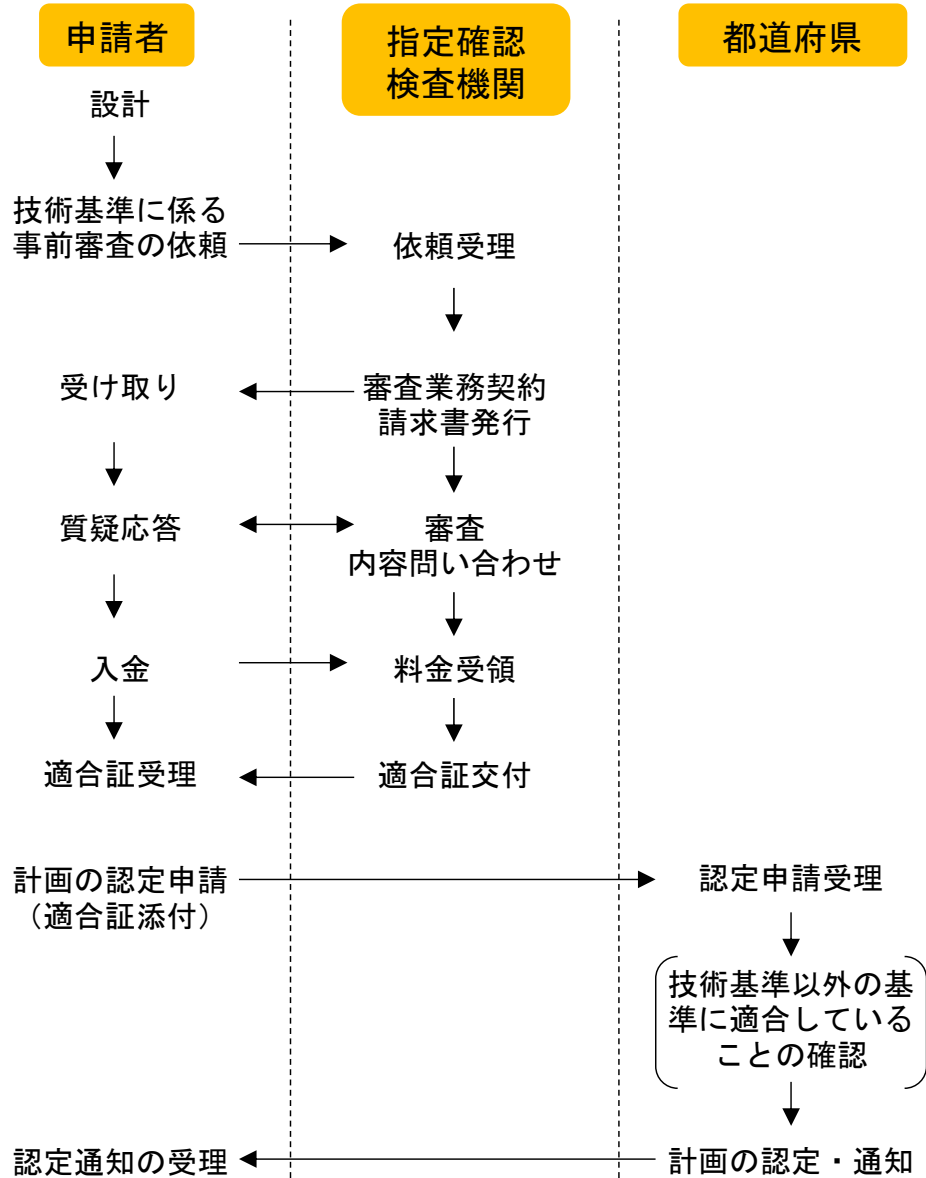 申請者
指定確認
検査機関
都道府県
設計
技術基準に係る
事前審査の依頼
依頼受理
受け取り
審査業務契約
請求書発行
質疑応答
審査
内容問い合わせ
入金
料金受領
適合証受理
適合証交付
計画の認定申請
（適合証添付）
認定申請受理
技術基準以外の基
準に適合している
ことの確認
認定通知の受理
計画の認定・通知